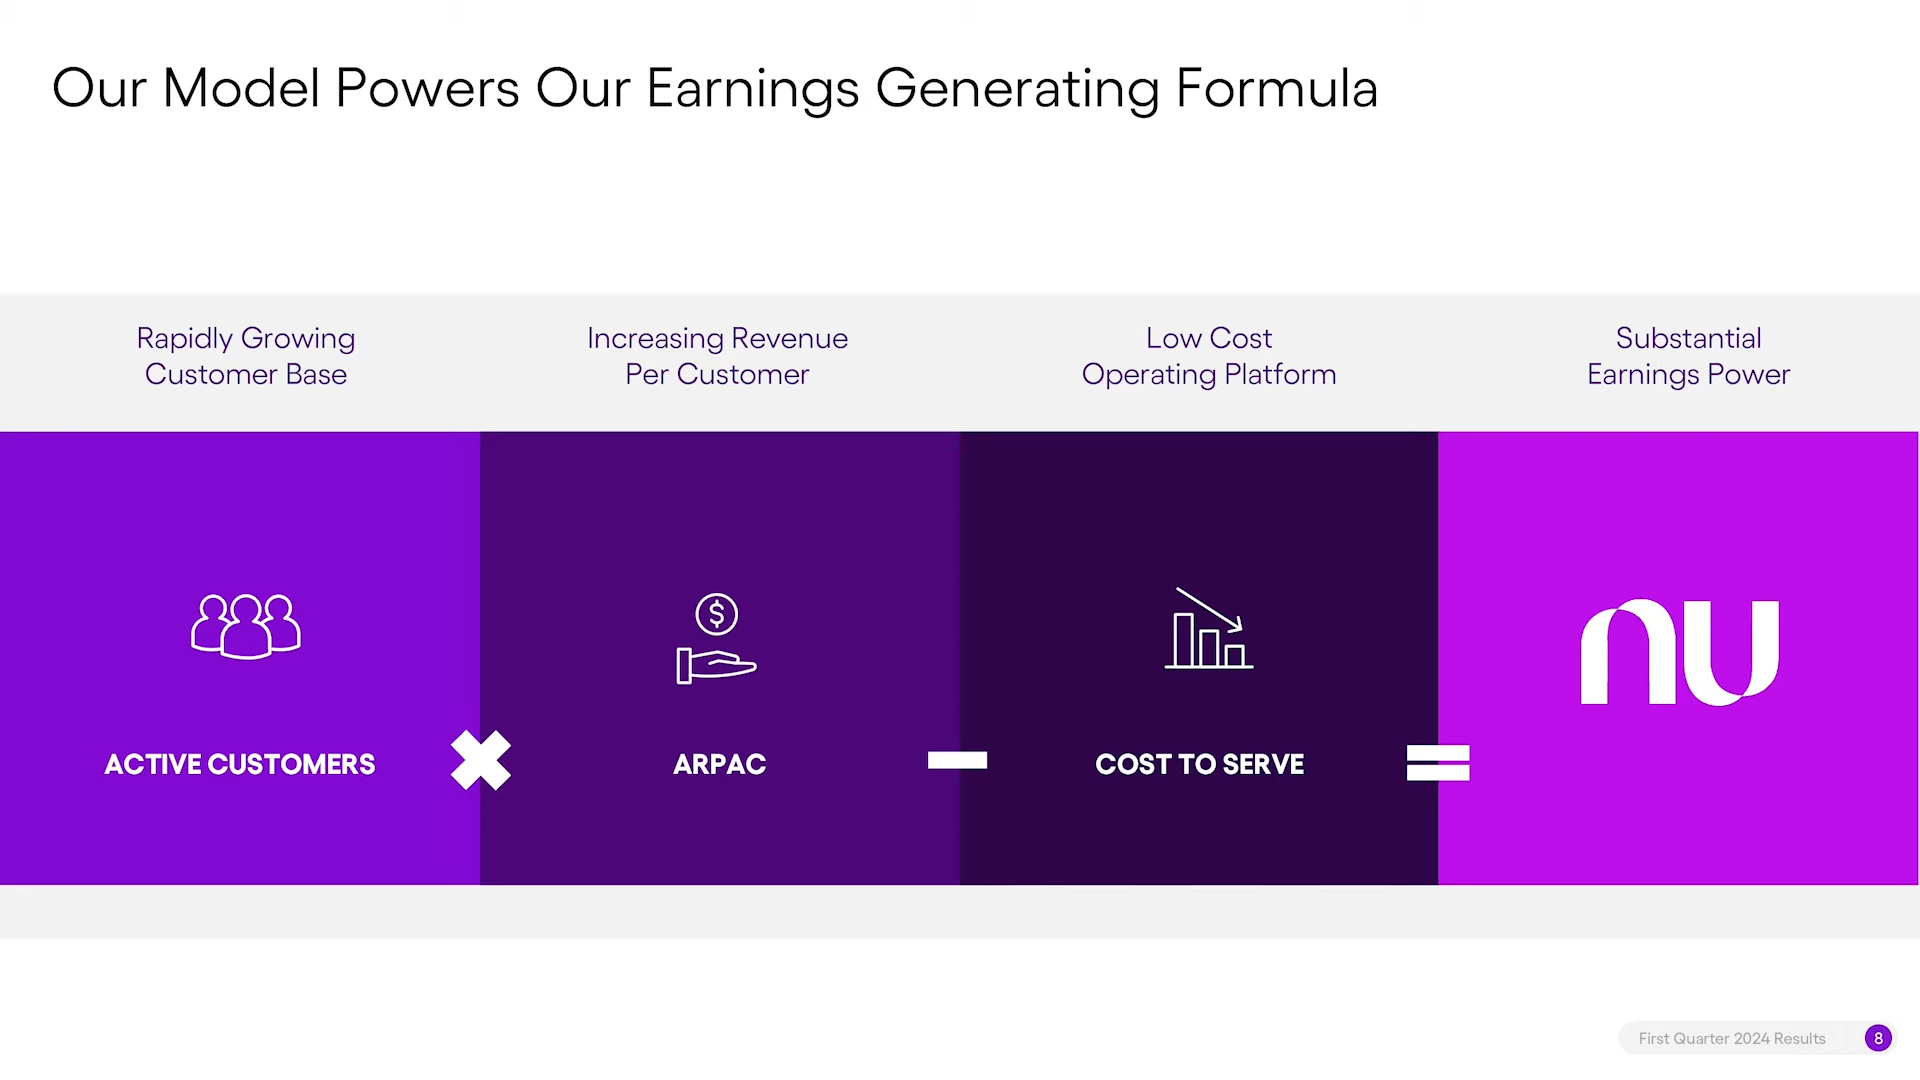 Our Model Powers Our Earnings Generating Formula
Rapidly Growing
Customer Base
Increasing Revenue
Per Customer
Low Cost
Operating Platform
Substantial
Earnings Power
$
nu
ACTIVE CUSTOMERS
ARPAC
COST TO SERVE
First Quarter 2024 Results
8